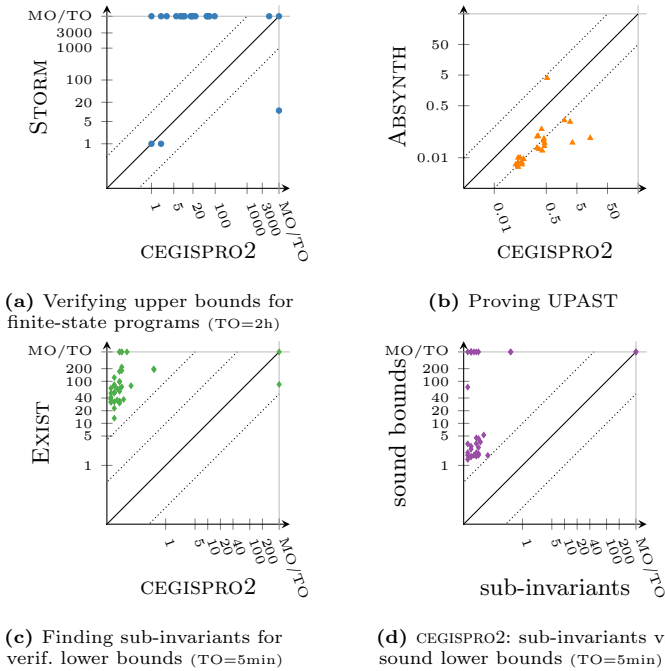 MO/TO
3000
1000
100
20
5
1
STORM
1 5 20 100 1000 3000 MO/TO
CEGISPRO2
(a) Verifying upper bounds for
finite-state programs (TO=2h)
50
5
0.5
0.01
ABSYNTH
0.01 0.5 5 50
CEGISPRO2
(b) Proving UPAST
MO/TO
200
100
40
20
10
5
1
EXIST
1 5 10 20 40 100 200 MO/TO
CEGISPRO2
(c) Finding sub-invariants for
verif. lower bounds (TO=5min)
MO/TO
200
100
40
20
10
5
1
sound bounds
1 5 10 20 40 100 200 MO/TO
sub-invariants
(d) CEGISPRO2: sub-invariants v
sound lower bounds (TO=5min)